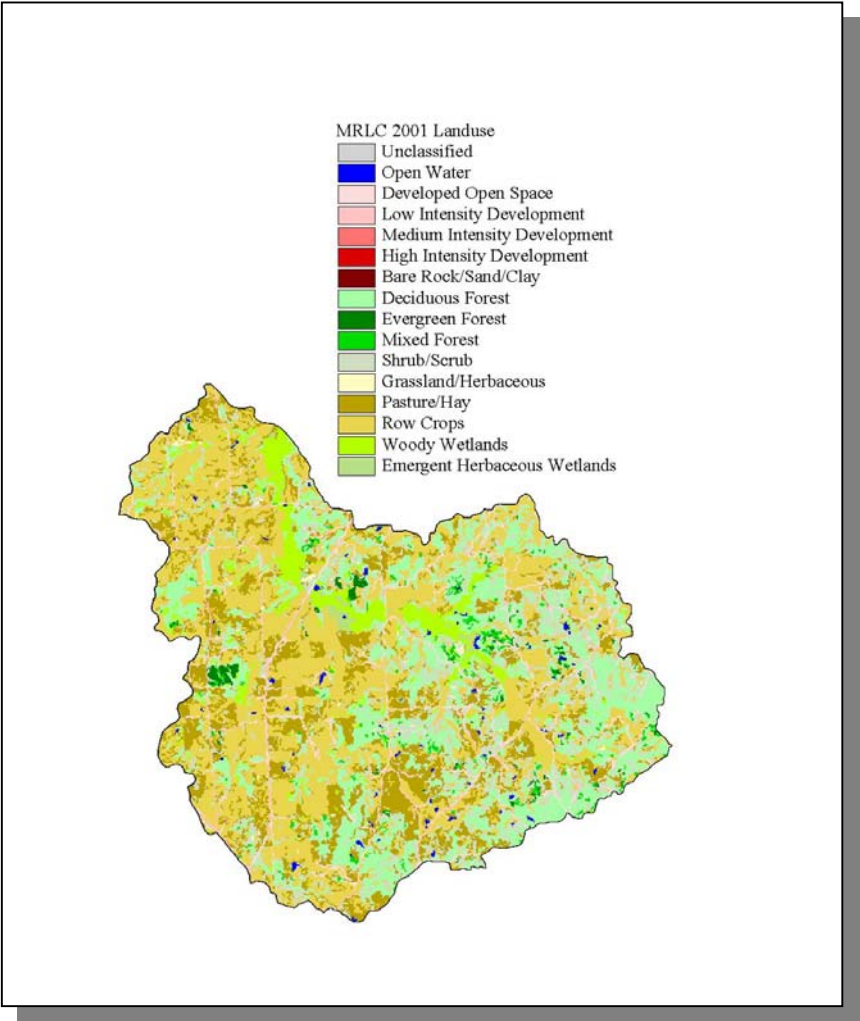 MRLC 2001 Landuse
Unclassified
Open Water
Developed Open Space
Low Intensity Development
Medium Intensity Development
High Intensity Development
Bare Rock/Sand/Clay
Deciduous Forest
Evergreen Forest
Mixed Forest
Shrub/Scrub
Grassland/Herbaceous
Pasture/Hay
Row Crops
Woody Wetlands
Emergent Herbaceous Wetlands